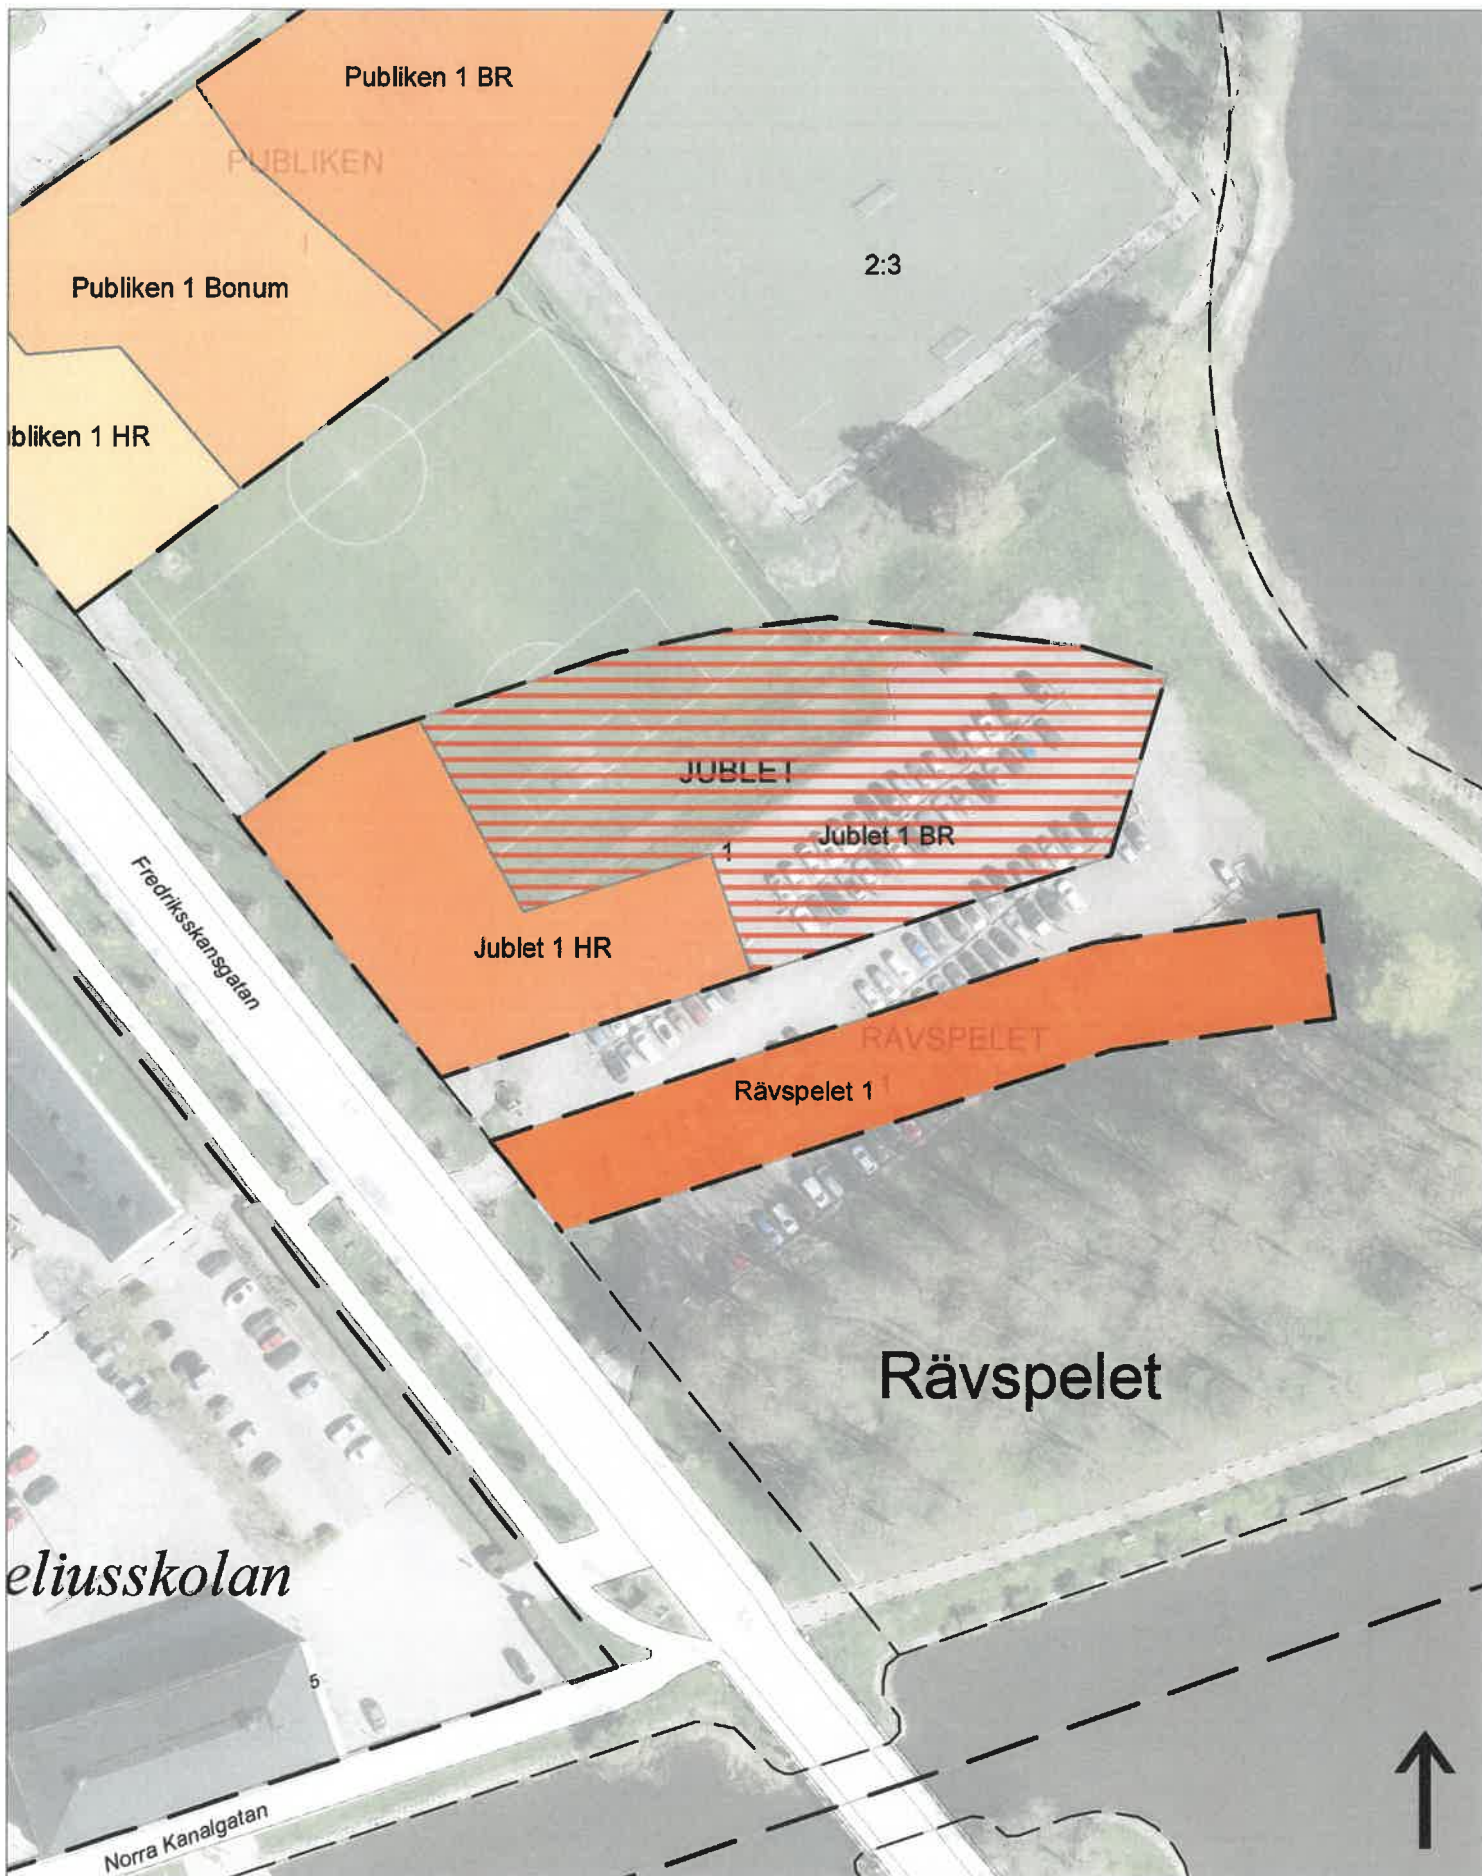 Publiken 1 BR
PUBLIKEN
2:3
Publiken 1 Bonum
bliken 1 HR
JUBLET
Jublet 1 BR
1
Jublet 1 HR
Fredriksskansgatan
RÄVSPELET
Rävspelet 1
1
Rävspelet
eliusskolan
5
Norra Kanalgatan